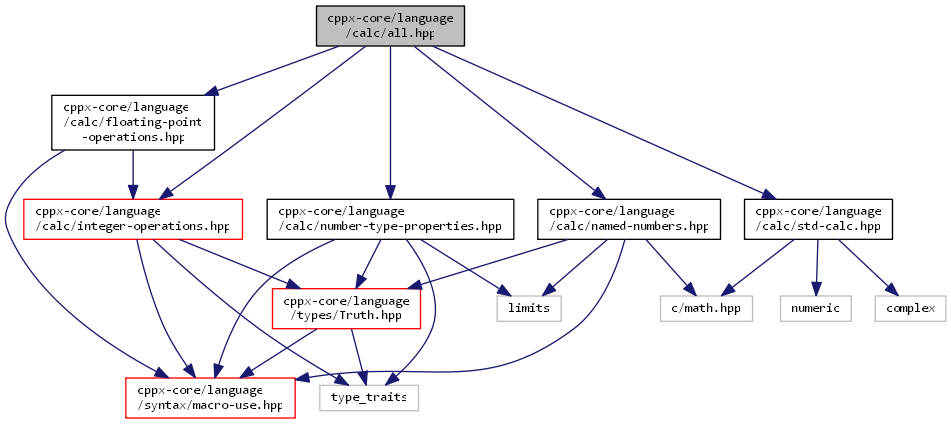 cppx-core/language
/calc/all.hpp
cppx-core/language
/calc/floating-point
-operations.hpp
cppx-core/language
/calc/integer-operations.hpp
cppx-core/language
/calc/number-type-properties.hpp
cppx-core/language
/calc/named-numbers.hpp
cppx-core/language
/calc/std-calc.hpp
cppx-core/language
/types/Truth.hpp
limits
c/math.hpp
numeric
complex
cppx-core/language
/syntax/macro-use.hpp
type_traits